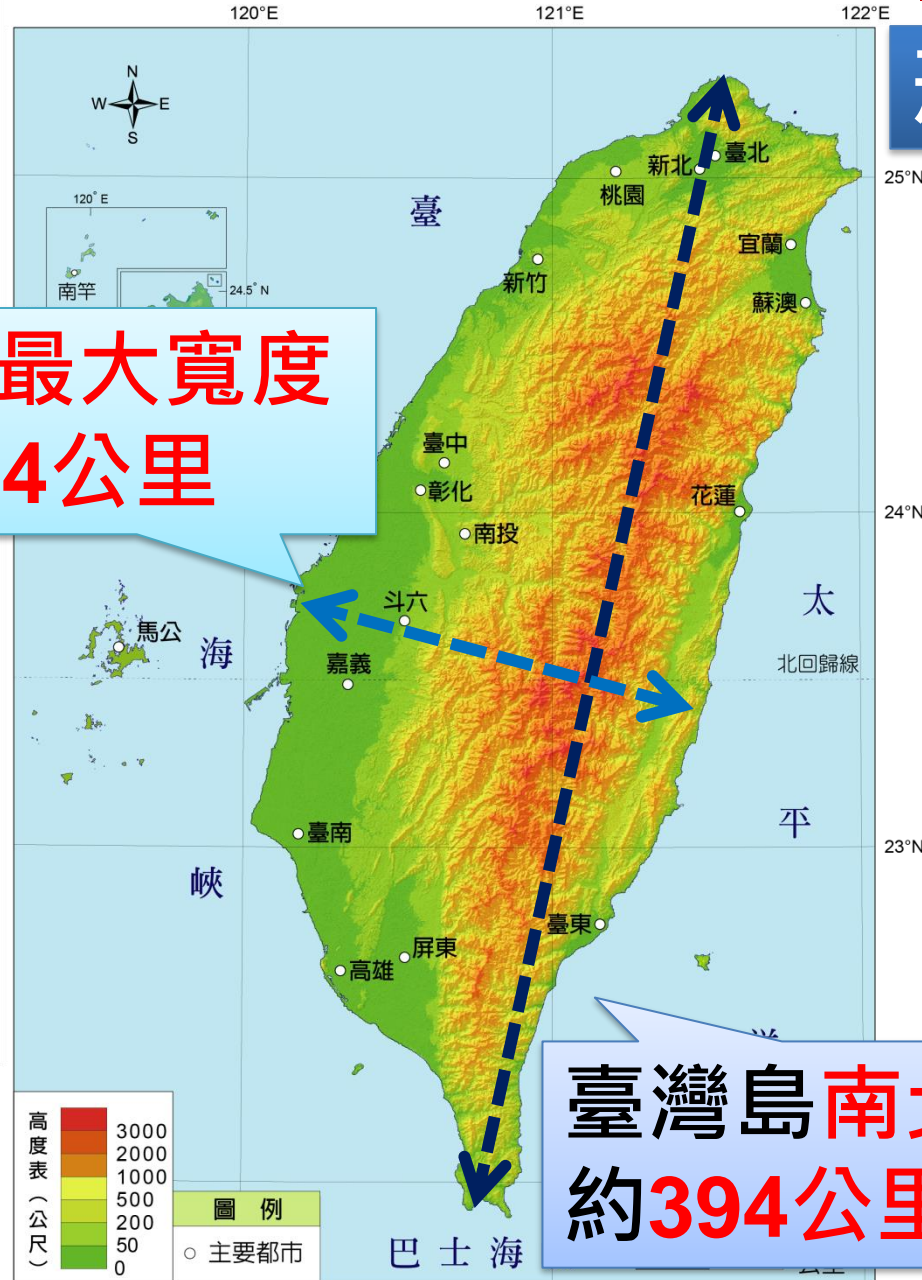 120°E
121°E
122°E
N
W
E
S
25°N
120°E
南竿
24.5°N
臺
新北
臺北
桃園
宜蘭
新竹
蘇澳
最大寬度
4公里
臺中
彰化
花蓮
24°N
南投
斗六
太
馬公
海
北回歸線
嘉義
平
臺南
23°N
峽
臺東
屏東
高雄
臺灣島南
約394公里
高度表（公尺）
3000
2000
1000
500
200
50
0
圖 例
主要都市
巴士海